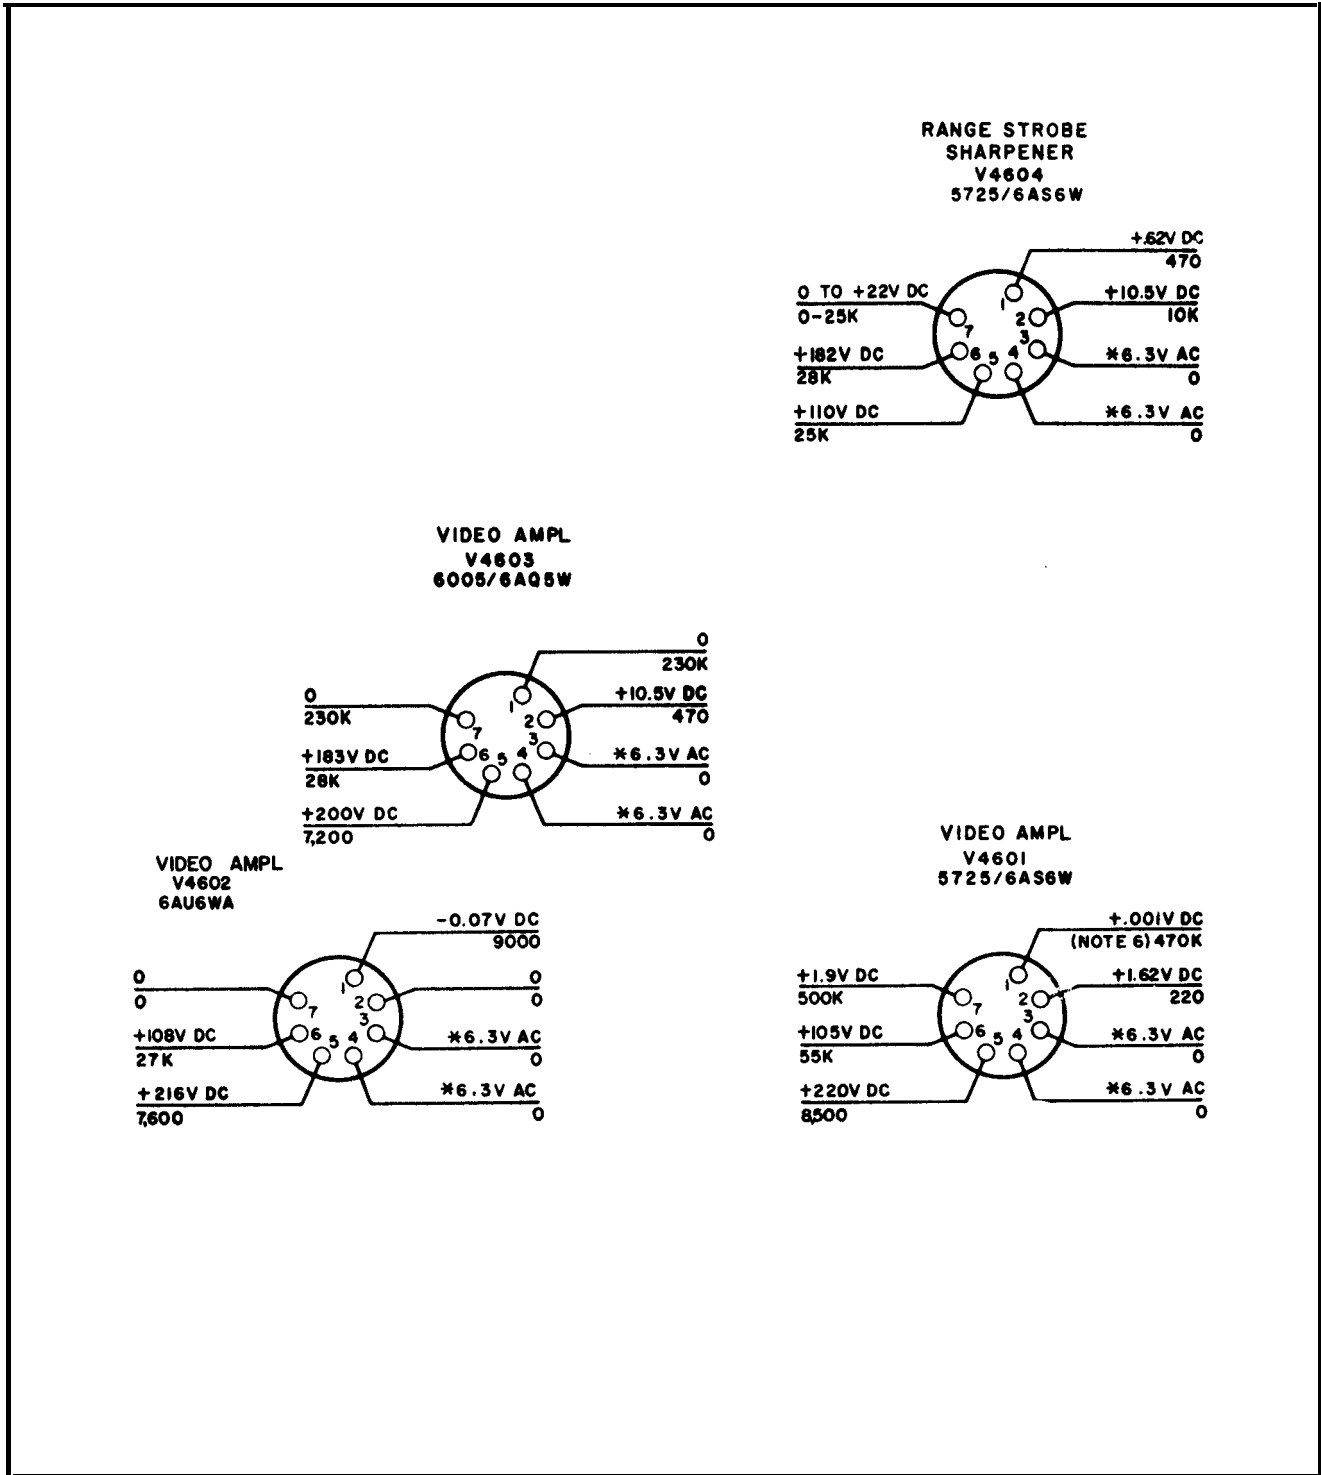 RANGE STROBE
SHARPENER
V4604
5725/6AS6W
+.62V DC
470
0 TO +22V DC
0-25K
+10.5V DC
10K
+182V DC
28K
*6.3V AC
0
+110V DC
25K
*6.3V AC
0
1
2
3
4
5
6
7
VIDEO AMPL
V4603
6005/6AQ5W
0
230K
0
230K
+10.5V DC
470
+183V DC
28K
*6.3V AC
0
+200V DC
7,200
*6.3V AC
0
1
2
3
4
5
6
7
VIDEO AMPL
V4602
6AU6WA
-0.07V DC
9000
0
0
0
0
+108V DC
27K
*6.3V AC
0
+216V DC
7,600
*6.3V AC
0
1
2
3
4
5
6
7
VIDEO AMPL
V4601
5725/6AS6W
+.001V DC
(NOTE 6) 470K
+1.9V DC
500K
+1.62V DC
220
+105V DC
55K
*6.3V AC
0
+220V DC
8,500
*6.3V AC
0
1
2
3
4
5
6
7